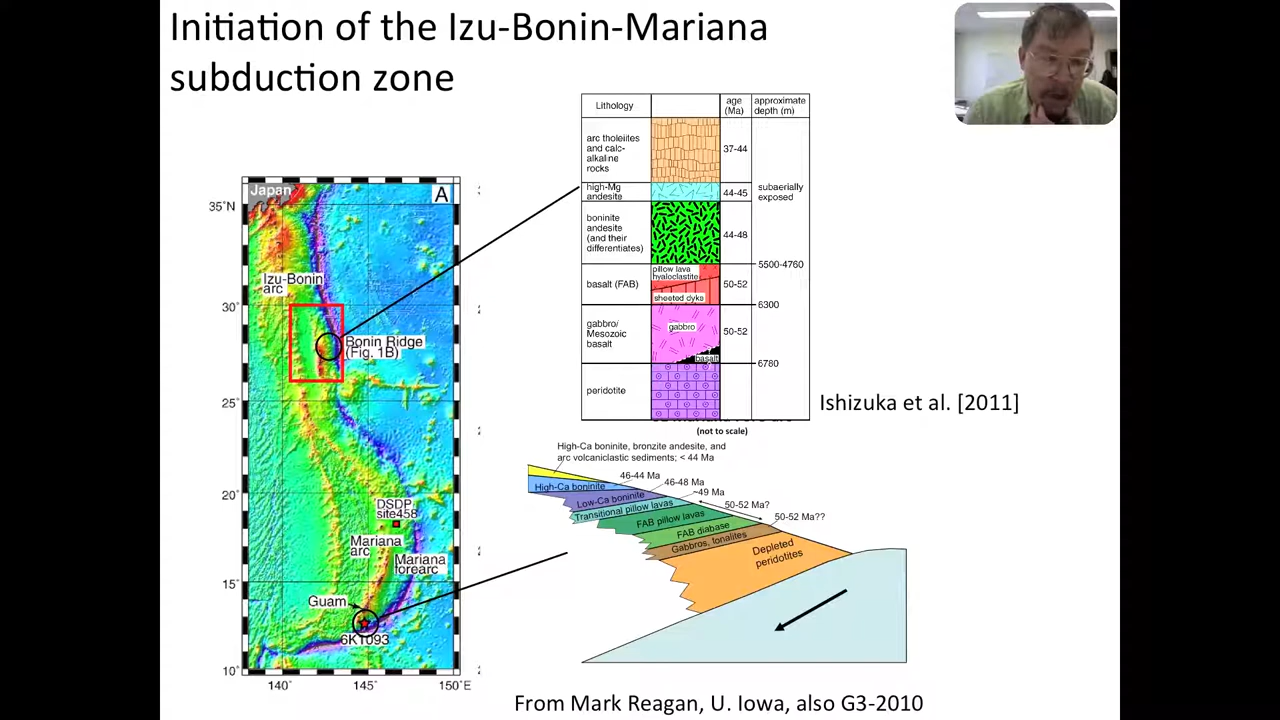 Initiation of the Izu-Bonin-Mariana
subduction zone
Lithology
age
(Ma)
approximate
depth (m)
arc tholeiites
and calc-
alkaline
rocks
37-44
high-Mg
andesite
44-45
subaerially
exposed
boninite
andesite
(and their
differentiates)
44-48
5500-4760
basalt (FAB)
pillow lava
hyaloclastite
sheeted dyke
50-52
6300
gabbro/
Mesozoic
basalt
gabbro
basalt
50-52
6780
peridotite
(not to scale)
Ishizuka et al. [2011]
Japan
A
35˚N
Izu-Bonin
arc
30˚
Bonin Ridge
(Fig. 1B)
25˚
20˚
DSDP
site458
Mariana
arc
Mariana
forearc
15˚
Guam
6K1093
10˚
140˚
145˚
150˚E
High-Ca boninite, bronzite andesite, and
arc volcaniclastic sediments; < 44 Ma
46-44 Ma
High-Ca boninite
46-48 Ma
Low-Ca boninite
~49 Ma
Transitional pillow lavas
50-52 Ma?
FAB pillow lavas
50-52 Ma??
FAB diabase
Gabbros, tonalites
Depleted
peridotites
From Mark Reagan, U. Iowa, also G3-2010